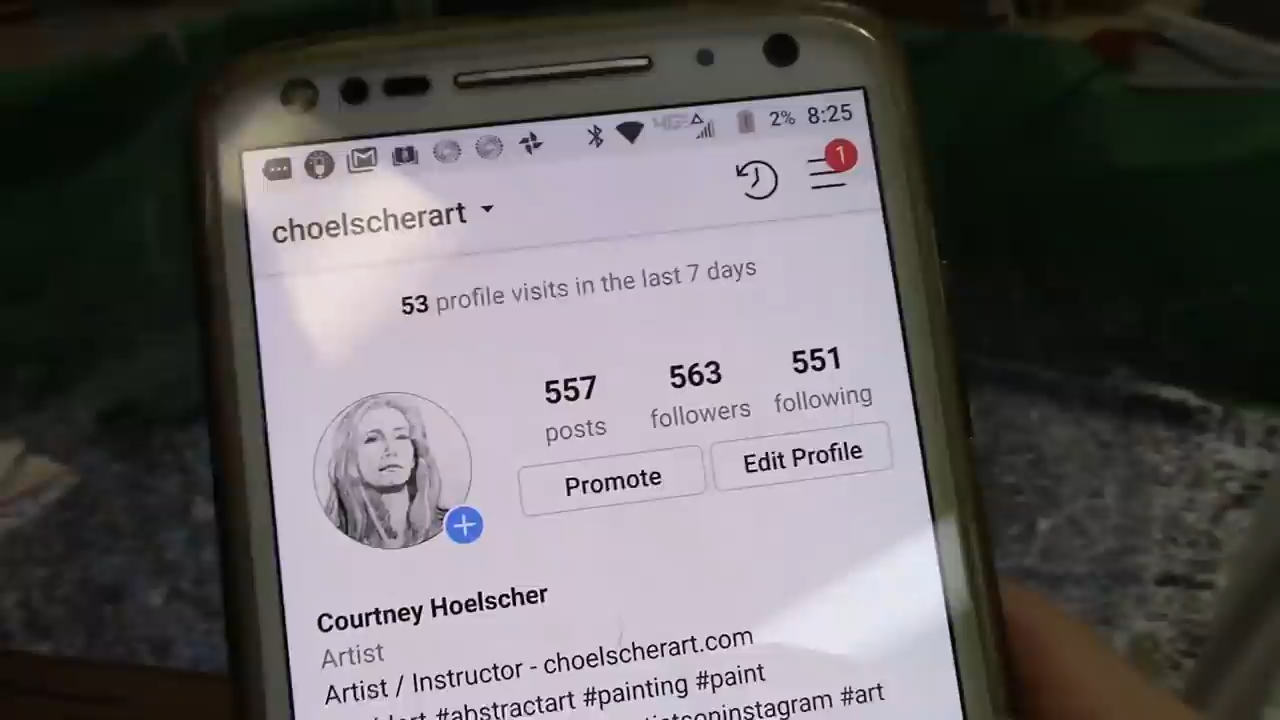 2% 8:25
1
choelscherart
53 profile visits in the last 7 days
557 563 551
posts followers following
Promote Edit Profile
Courtney Hoelscher
Artist
Artist / Instructor - choelscherart.com
#abstractart #painting #paint
#art